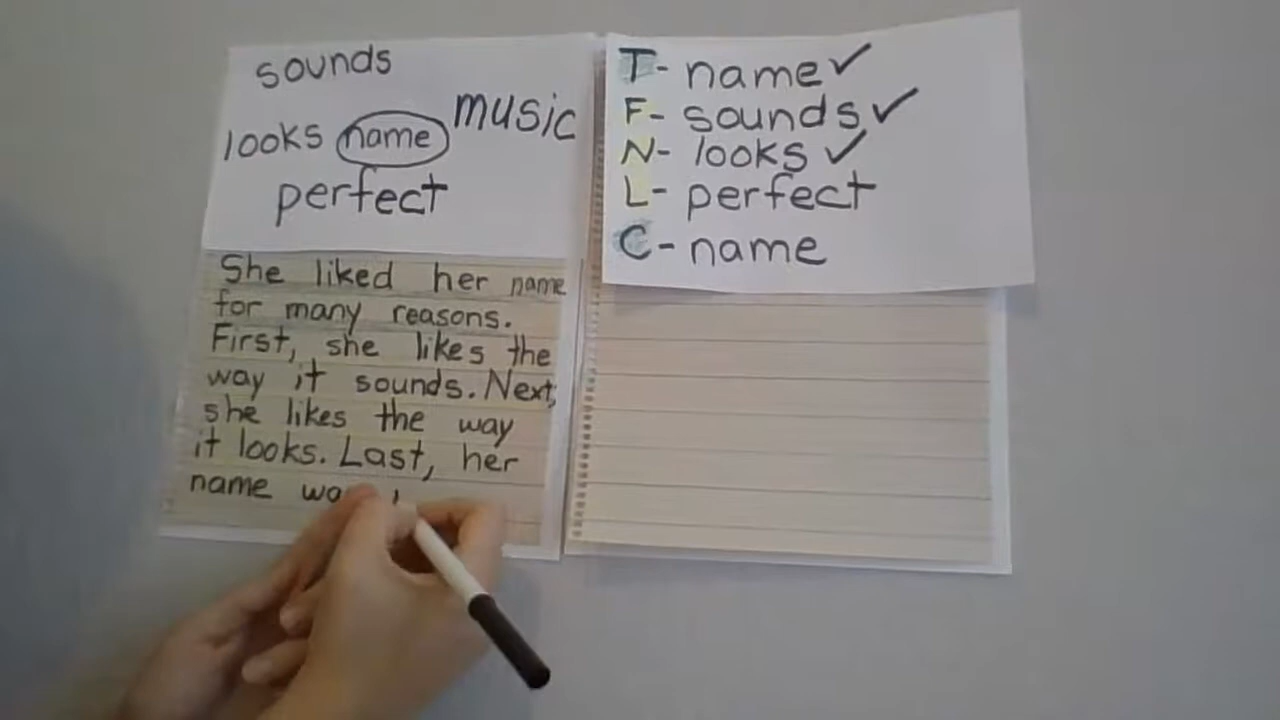 sounds
music
looks name
perfect
She liked her name
for many reasons.
First, she likes the
way it sounds. Next,
she likes the way
it looks. Last, her
name
T- name✓
F- sounds✓
N- looks✓
L- perfect
C- name